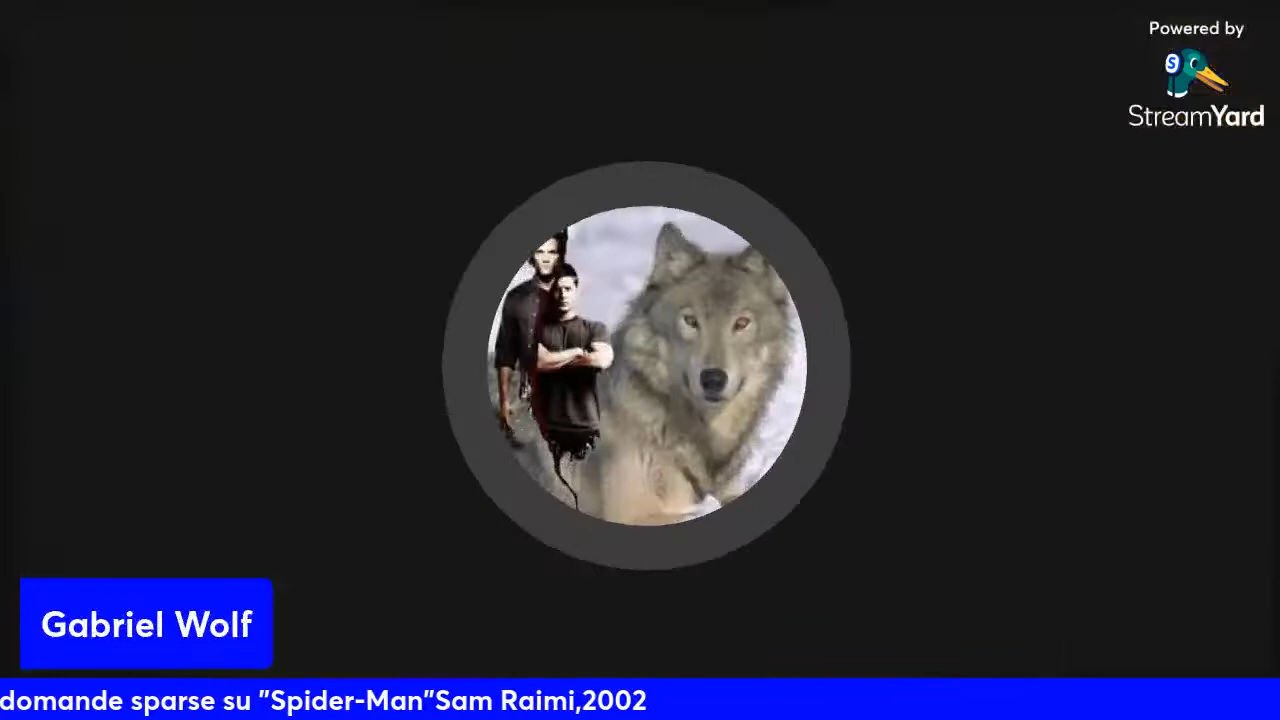 Powered by
S
StreamYard
Gabriel Wolf
domande sparse su "Spider-Man"Sam Raimi,2002